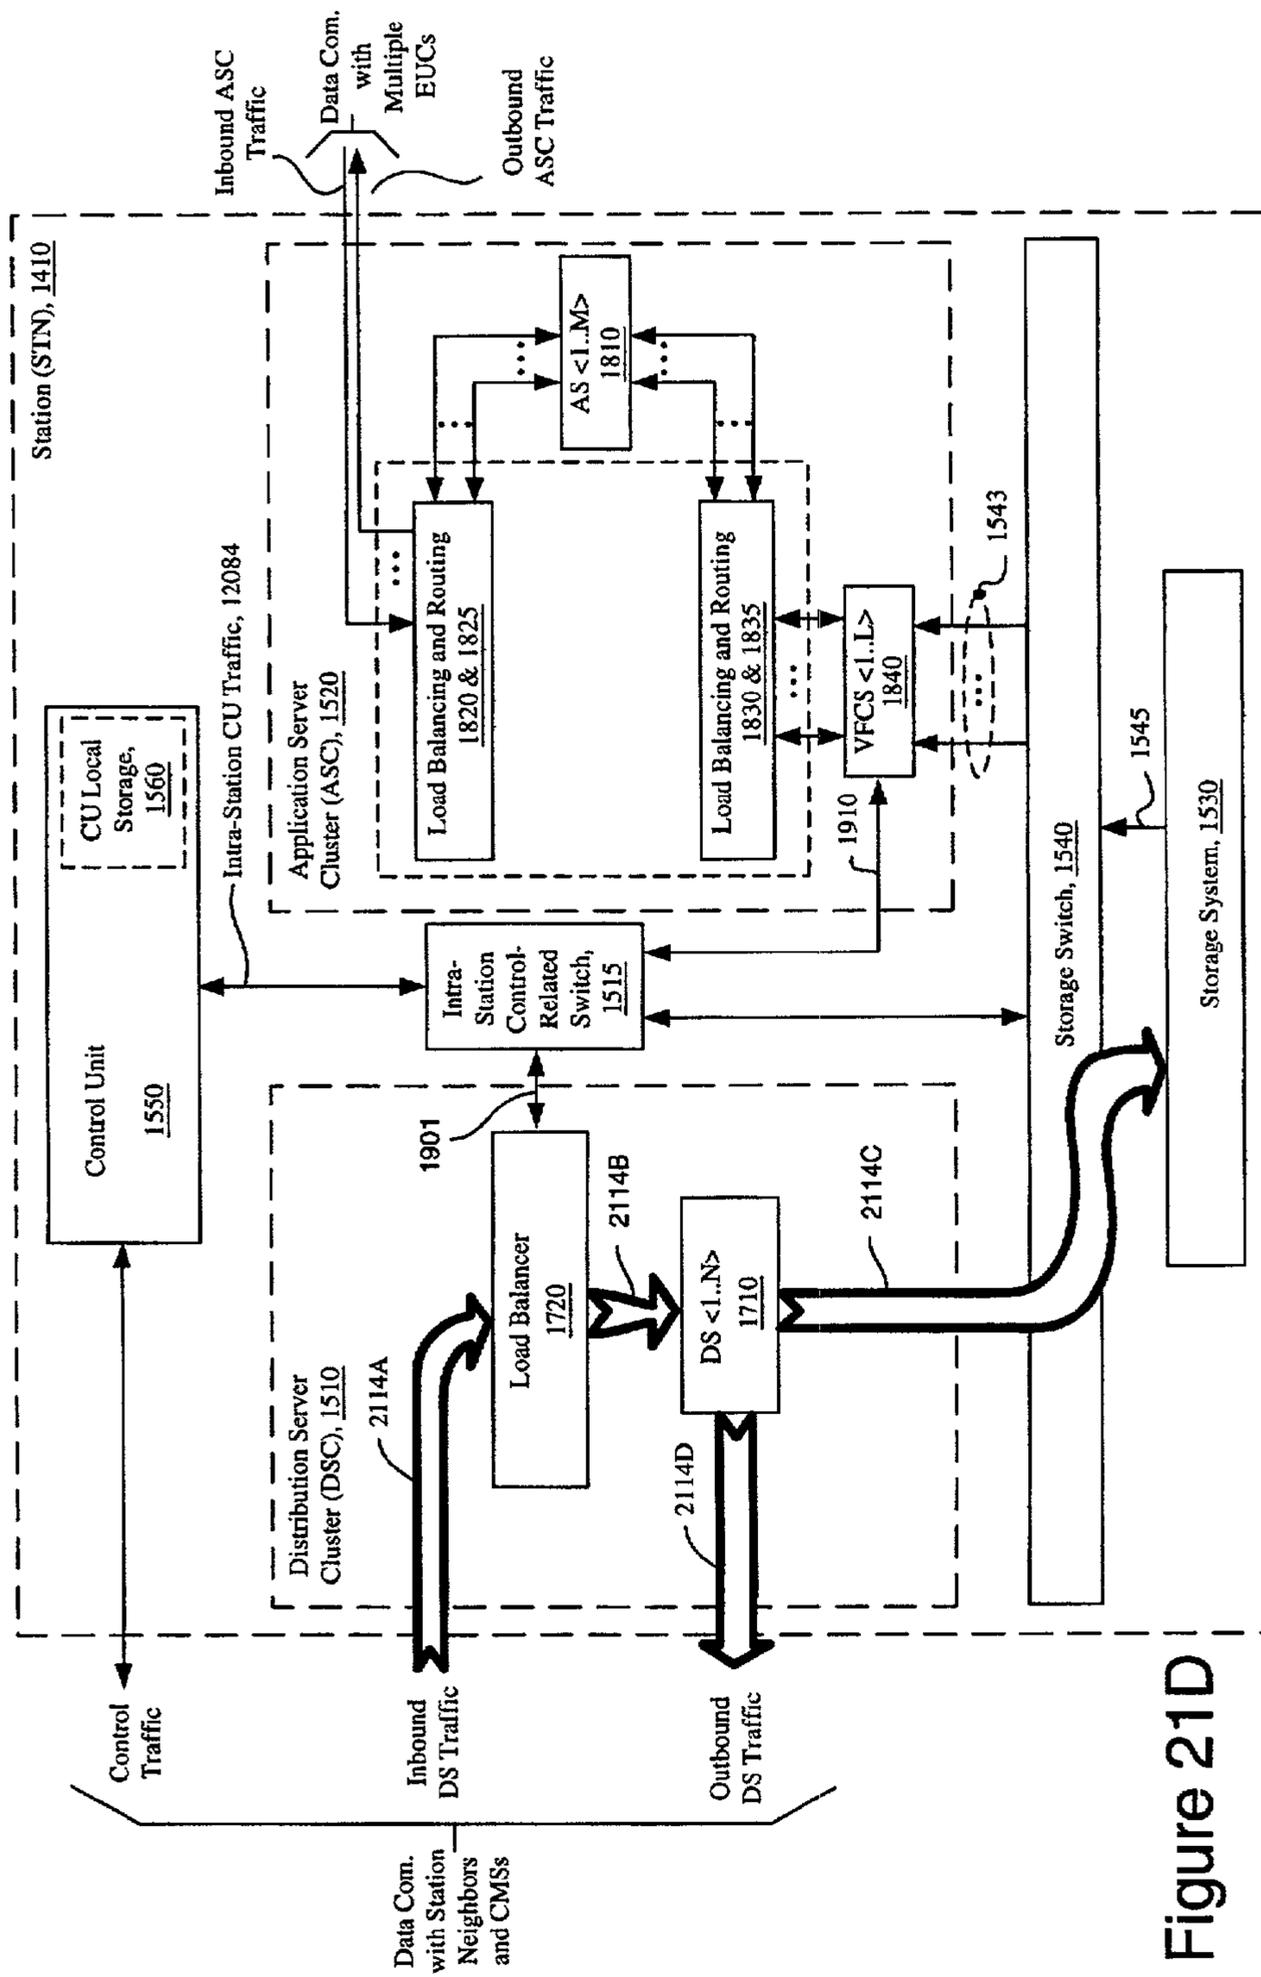 Station (STN), 1410
Control
Traffic
Control Unit
1550
CU Local
Storage,
1560
Intra-Station CU Traffic, 12084
Inbound ASC
Traffic
Data Com.
with
Multiple
EUCs
Outbound
ASC Traffic
Data Com.
with Station
Neighbors
and CMSs
Inbound
DS Traffic
Outbound
DS Traffic
Distribution Server
Cluster (DSC), 1510
2114A
Load Balancer
1720
1901
2114B
DS <1..N>
1710
2114C
2114D
Intra-
Station
Control-
Related
Switch,
1515
Application Server
Cluster (ASC), 1520
...
Load Balancing and Routing
1820 & 1825
...
...
AS <1..M>
1810
...
...
Load Balancing and Routing
1830 & 1835
...
VFCS <1..L>
1840
1910
...
1543
Storage Switch, 1540
1545
Storage System, 1530
Figure 21D